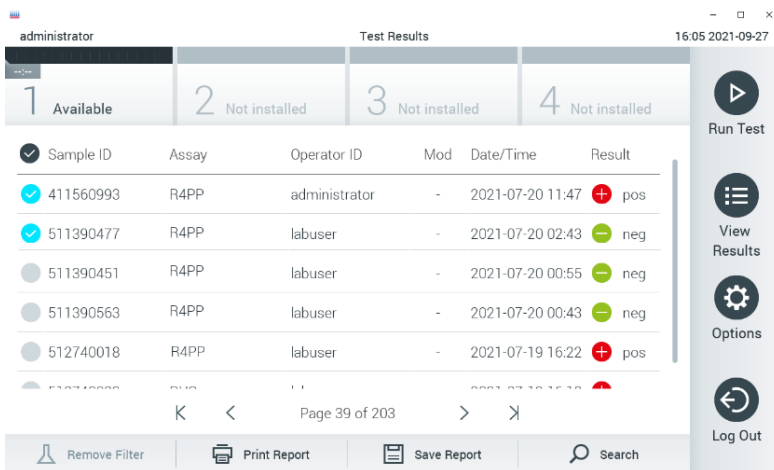 administrator Test Results 16:05 2021-09-27
--:--
1 Available 2 Not installed 3 Not installed 4 Not installed
Run Test
Sample ID Assay Operator ID Mod Date/Time Result
411560993 R4PP administrator - 2021-07-20 11:47 pos
511390477 R4PP labuser - 2021-07-20 02:43 neg
View
Results
511390451 R4PP labuser - 2021-07-20 00:55 neg
511390563 R4PP labuser - 2021-07-20 00:43 neg
Options
512740018 R4PP labuser - 2021-07-19 16:22 pos
Page 39 of 203
Log Out
Remove Filter Print Report Save Report Search